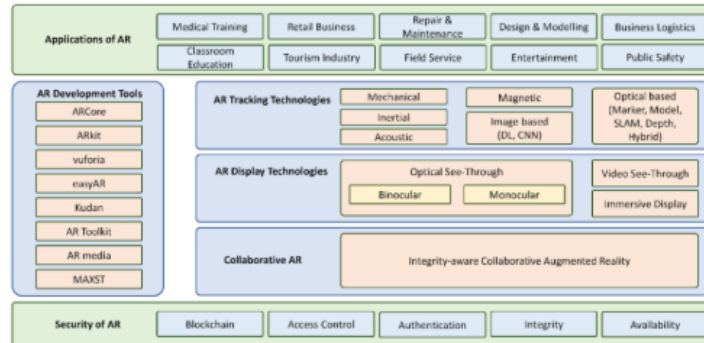 Applications of AR
Medical Training
Retail Business
Repair &
Maintenance
Design & Modelling
Business Logistics
Classroom
Education
Tourism Industry
Field Service
Entertainment
Public Safety
AR Development Tools
ARCore
ARkit
vuforia
easyAR
Kudan
AR Toolkit
AR media
MAXST
AR Tracking Technologies
Mechanical
Inertial
Acoustic
Magnetic
Image based
(DL, CNN)
Optical based
(Marker, Model,
SLAM, Depth,
Hybrid)
AR Display Technologies
Optical See-Through
Binocular
Monocular
Video See-Through
Immersive Display
Collaborative AR
Integrity-aware Collaborative Augmented Reality
Security of AR
Blockchain
Access Control
Authentication
Integrity
Availability